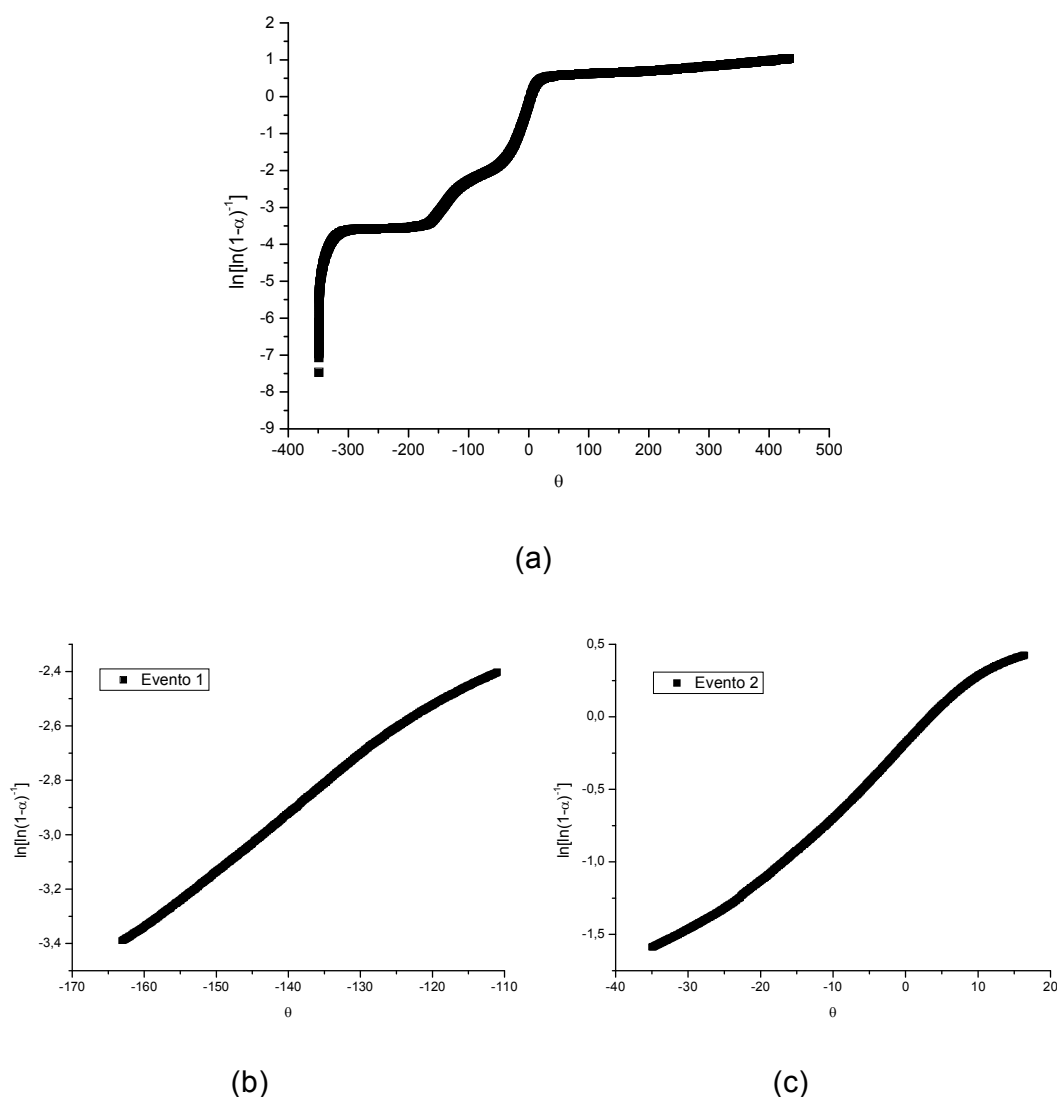 2
1
0
-1
-2
-3
-4
-5
-6
-7
-8
-9
ln[ln(1-α)⁻¹]
-400 -300 -200 -100 0 100 200 300 400 500
θ
(a)
Evento 1
-2,4
-2,6
-2,8
-3,0
-3,2
-3,4
ln[ln(1-α)⁻¹]
-170 -160 -150 -140 -130 -120 -110
θ
(b)
Evento 2
0,5
0,0
-0,5
-1,0
-1,5
ln[ln(1-α)⁻¹]
-40 -30 -20 -10 0 10 20
θ
(c)